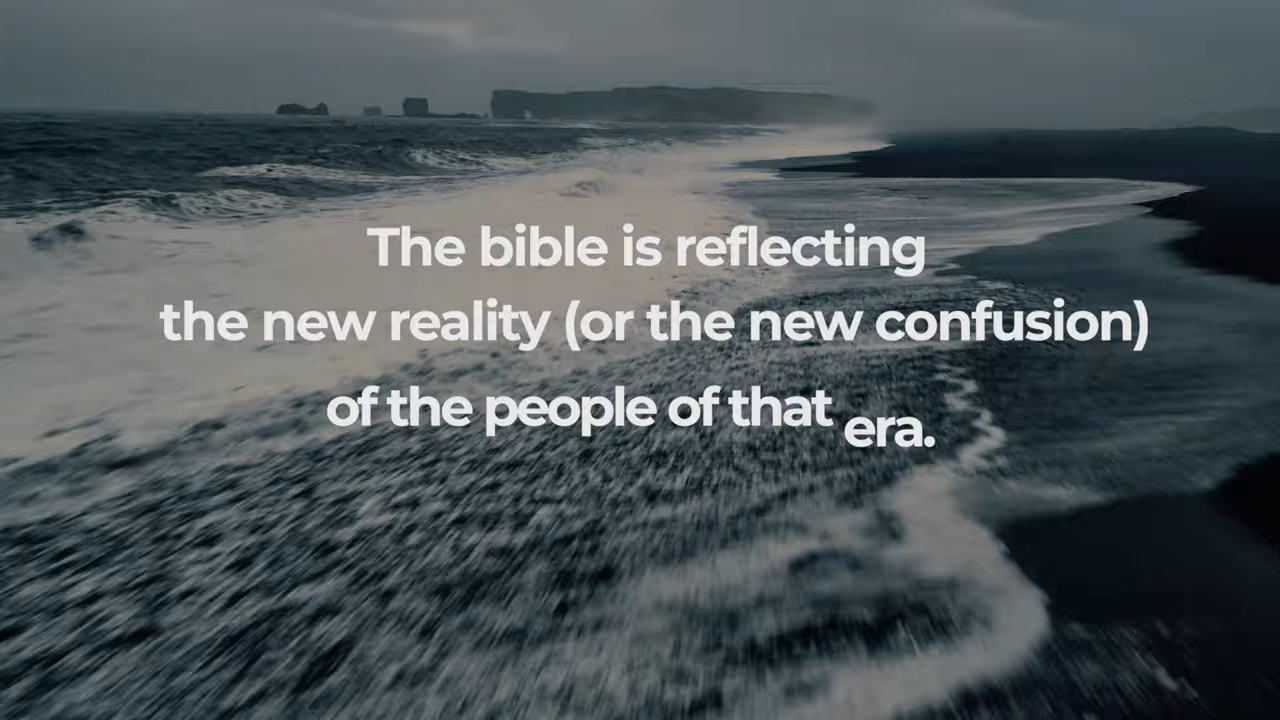 The bible is reflecting
the new reality (or the new confusion)
of the people of that era.